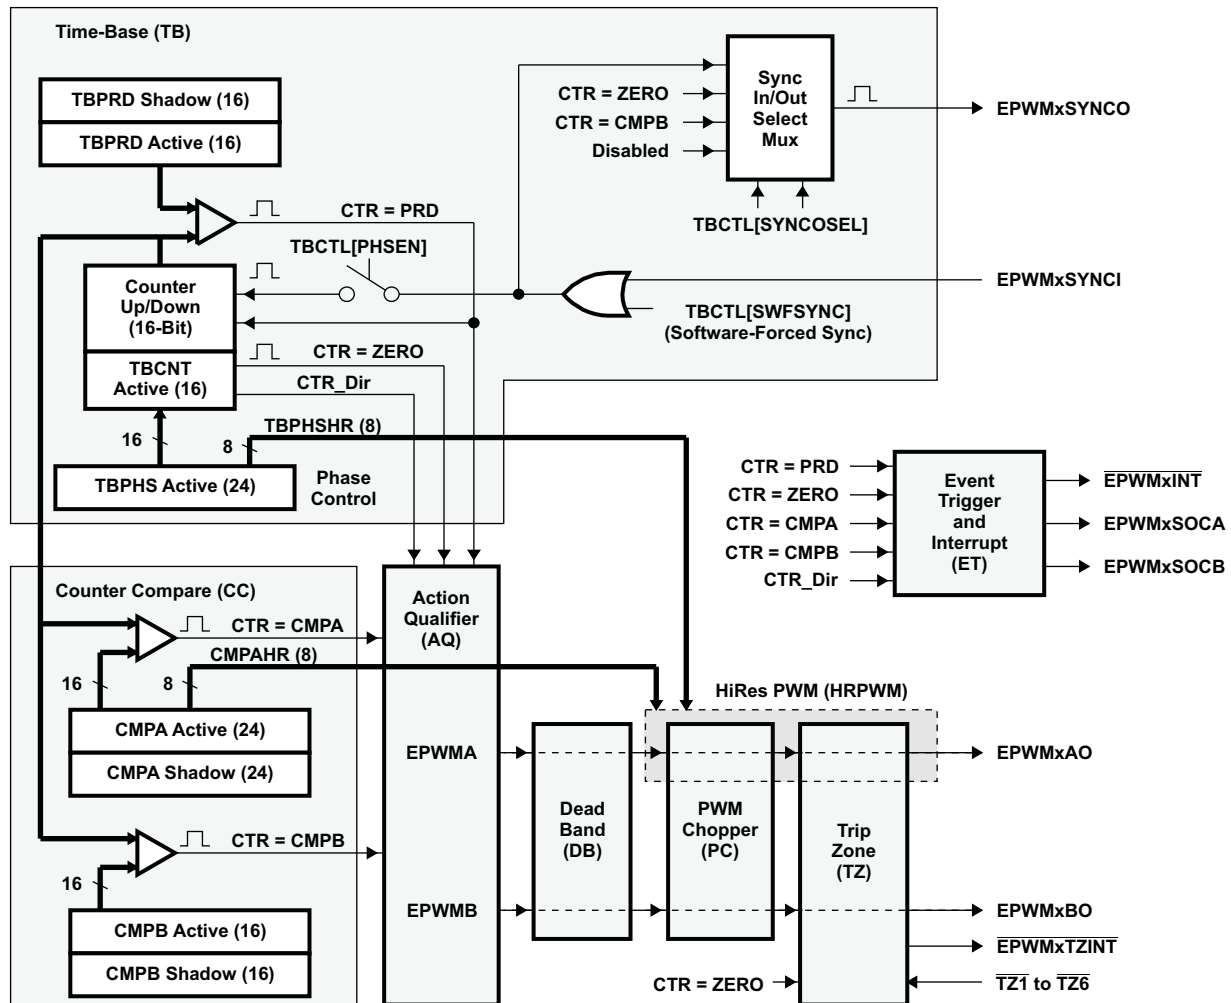 Time-Base (TB)
TBPRD Shadow (16)
TBPRD Active (16)
CTR = PRD
TBCTL[PHSEN]
Counter
Up/Down
(16-Bit)
TBCNT
Active (16)
CTR = ZERO
CTR_Dir
16
8
TBPHSHR (8)
TBPHS Active (24)
Phase
Control
CTR = ZERO
CTR = CMPB
Disabled
Sync
In/Out
Select
Mux
TBCTL[SYNCOSEL]
EPWMxSYNCO
EPWMxSYNCI
TBCTL[SWFSYNC]
(Software-Forced Sync)
CTR = PRD
CTR = ZERO
CTR = CMPA
CTR = CMPB
CTR_Dir
Event
Trigger
and
Interrupt
(ET)
EPWMxINT
EPWMxSOCA
EPWMxSOCB
Counter Compare (CC)
CTR = CMPA
16
8
CMPAHR (8)
CMPA Active (24)
CMPA Shadow (24)
CTR = CMPB
16
CMPB Active (16)
CMPB Shadow (16)
Action
Qualifier
(AQ)
EPWMA
EPWMB
Dead
Band
(DB)
HiRes PWM (HRPWM)
PWM
Chopper
(PC)
Trip
Zone
(TZ)
CTR = ZERO
EPWMxAO
EPWMxBO
EPWMxTZINT
TZ1 to TZ6